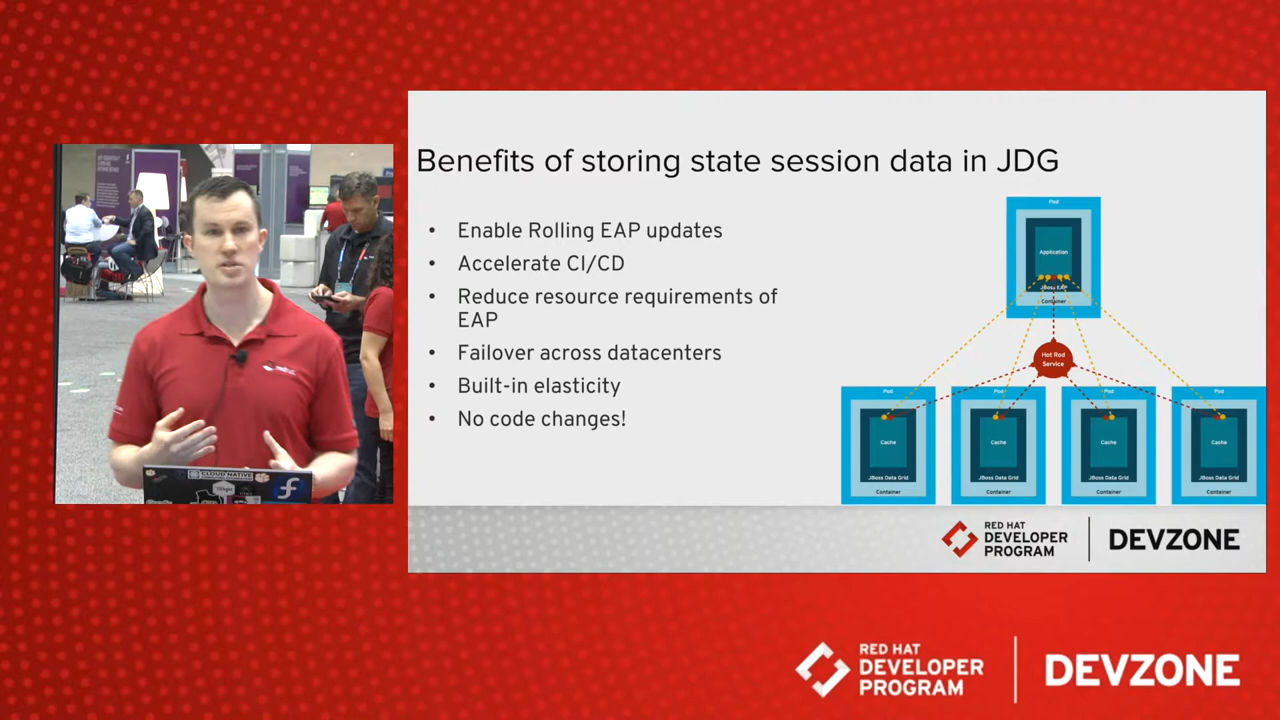 Benefits of storing state session data in JDG
• Enable Rolling EAP updates
• Accelerate CI/CD
• Reduce resource requirements of
EAP
• Failover across datacenters
• Built-in elasticity
• No code changes!
Pod
Application
JBoss EAP
Container
Hot Rod
Service
Pod
Cache
JBoss Data Grid
Container
Pod
Cache
JBoss Data Grid
Container
Pod
Cache
JBoss Data Grid
Container
Pod
Cache
JBoss Data Grid
Container
CLOUD NATIVE
RED HAT
DEVELOPER
PROGRAM
DEVZONE
RED HAT
DEVELOPER
PROGRAM
DEVZONE